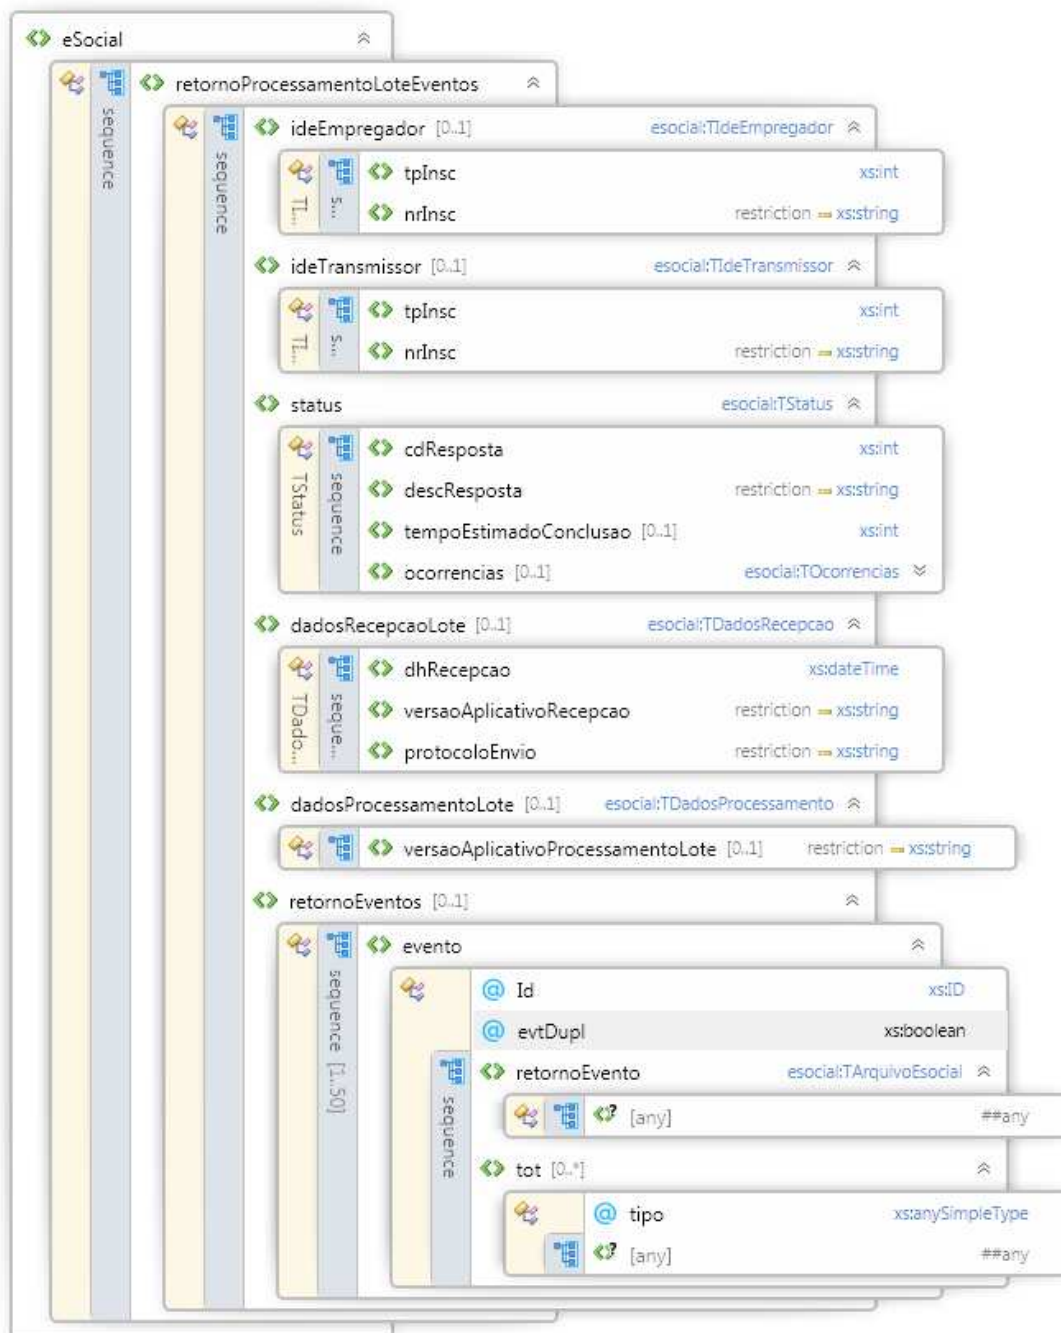 eSocial
sequence
retornoProcessamentoLoteEventos
sequence
ideEmpregador [0..1] esocial:TIdeEmpregador
TI... s...
tpInsc xs:int
nrInsc restriction xs:string
ideTransmissor [0..1] esocial:TIdeTransmissor
TI... s...
tpInsc xs:int
nrInsc restriction xs:string
status esocial:TStatus
TStatus sequence
cdResposta xs:int
descResposta restriction xs:string
tempoEstimadoConclusao [0..1] xs:int
ocorrencias [0..1] esocial:TOcorrencias
dadosRecepcaoLote [0..1] esocial:TDadosRecepcao
TDado... seque...
dhRecepcao xs:dateTime
versaoAplicativoRecepcao restriction xs:string
protocoloEnvio restriction xs:string
dadosProcessamentoLote [0..1] esocial:TDadosProcessamento
versaoAplicativoProcessamentoLote [0..1] restriction xs:string
retornoEventos [0..1]
sequence [1..50]
evento
@ Id xs:ID
@ evtDupl xs:boolean
sequence
retornoEvento esocial:TArquivoEsocial
[any] ##any
tot [0..*]
@ tipo xs:anySimpleType
[any] ##any